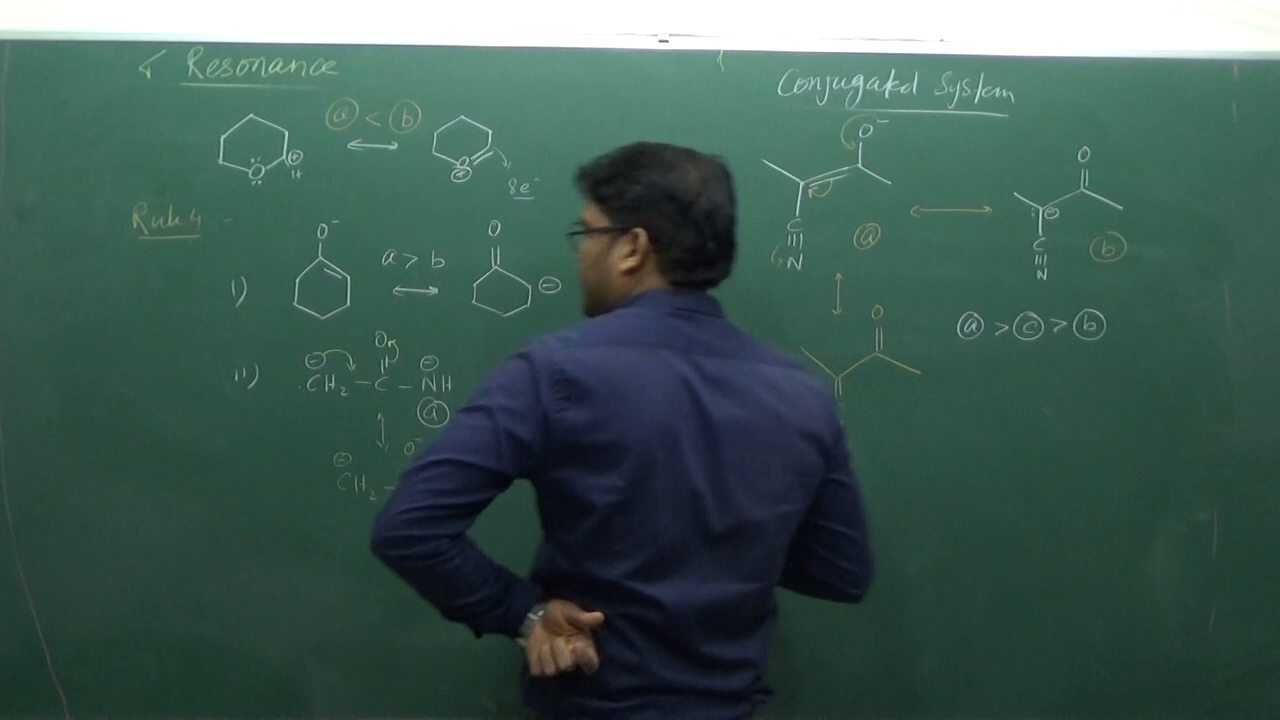 Resonance
a < b
8e⁻
Rule 4 -
i) O⁻ a > b O ⊖
ii) ⊖ O ⊖
CH₂ – C – NH
a
⊖ O⁻
CH₂ –
Conjugated System
O⁻ O
C
N a
⊖
C
N b
O
a > c > b